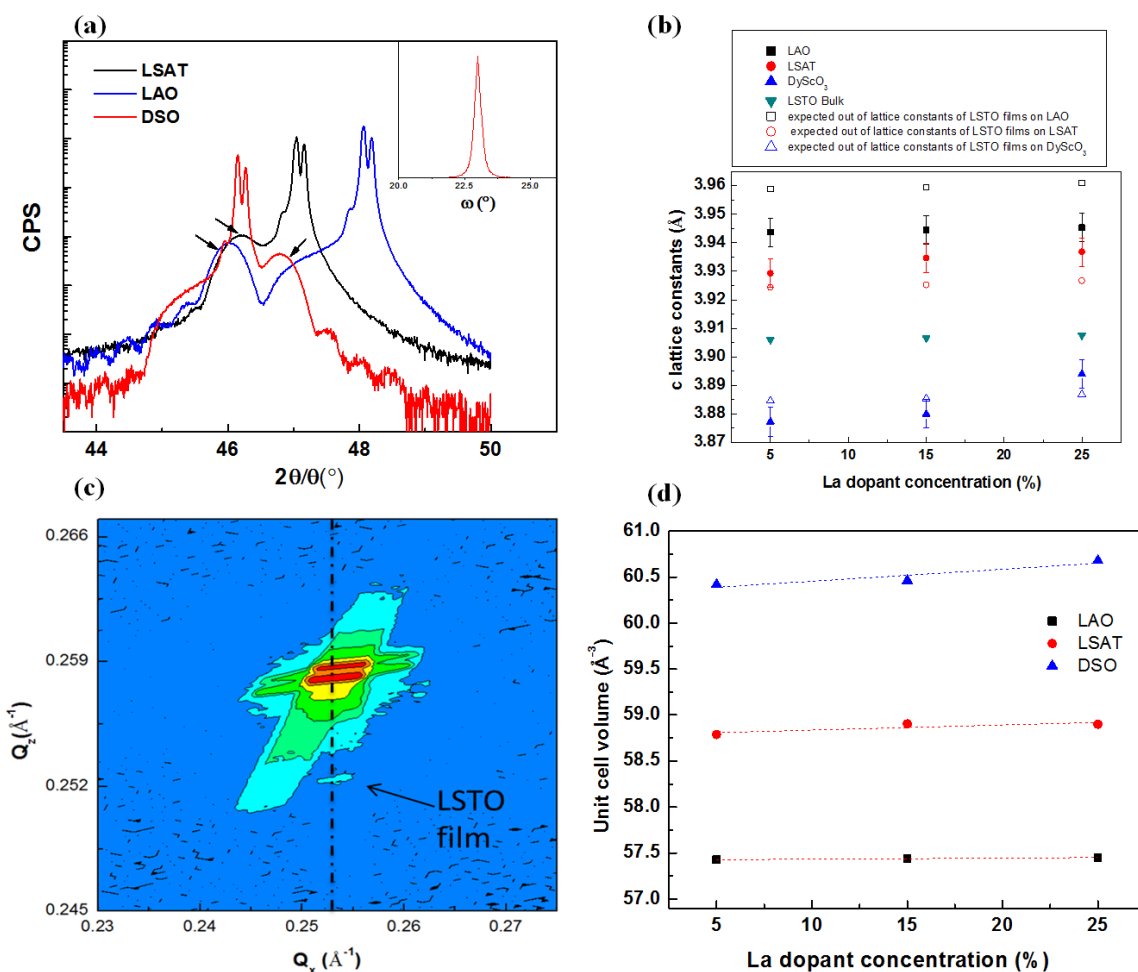 (a)
LSAT
LAO
DSO
CPS
20.0
22.5
25.0
ω (°)
44
46
48
50
2θ/θ(°)
(b)
LAO
LSAT
DyScO3
LSTO Bulk
expected out of lattice constants of LSTO films on LAO
expected out of lattice constants of LSTO films on LSAT
expected out of lattice constants of LSTO films on DyScO3
c lattice constants (Å)
3.96
3.95
3.94
3.93
3.92
3.91
3.90
3.89
3.88
3.87
5
10
15
20
25
La dopant concentration (%)
(c)
Qz(Å-1)
0.266
0.259
0.252
0.245
LSTO
film
0.23
0.24
0.25
0.26
0.27
Qx (Å-1)
(d)
Unit cell volume (Å-3)
61.0
60.5
60.0
59.5
59.0
58.5
58.0
57.5
57.0
LAO
LSAT
DSO
5
10
15
20
25
La dopant concentration (%)